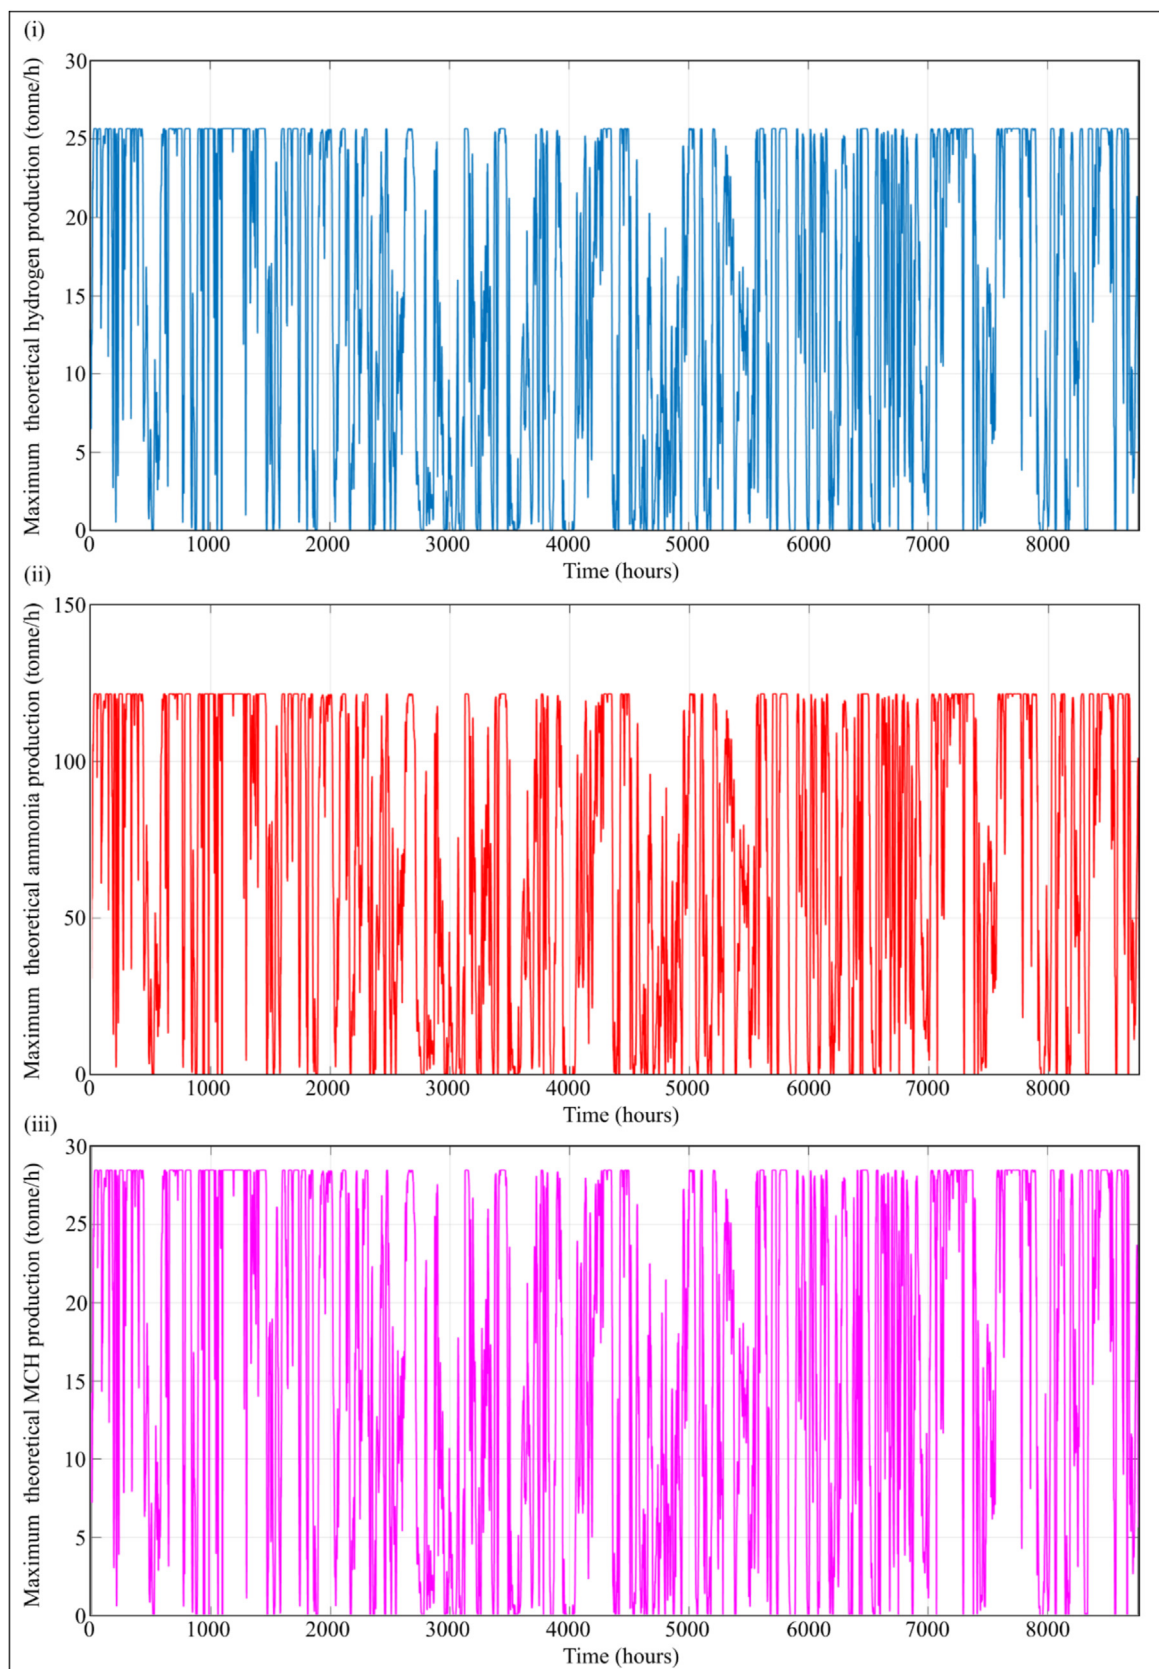 (i)
Maximum theoretical hydrogen production (tonne/h)
30
25
20
15
10
5
0
0 1000 2000 3000 4000 5000 6000 7000 8000
Time (hours)
(ii)
Maximum theoretical ammonia production (tonne/h)
150
100
50
0
0 1000 2000 3000 4000 5000 6000 7000 8000
Time (hours)
(iii)
Maximum theoretical MCH production (tonne/h)
30
25
20
15
10
5
0
0 1000 2000 3000 4000 5000 6000 7000 8000
Time (hours)